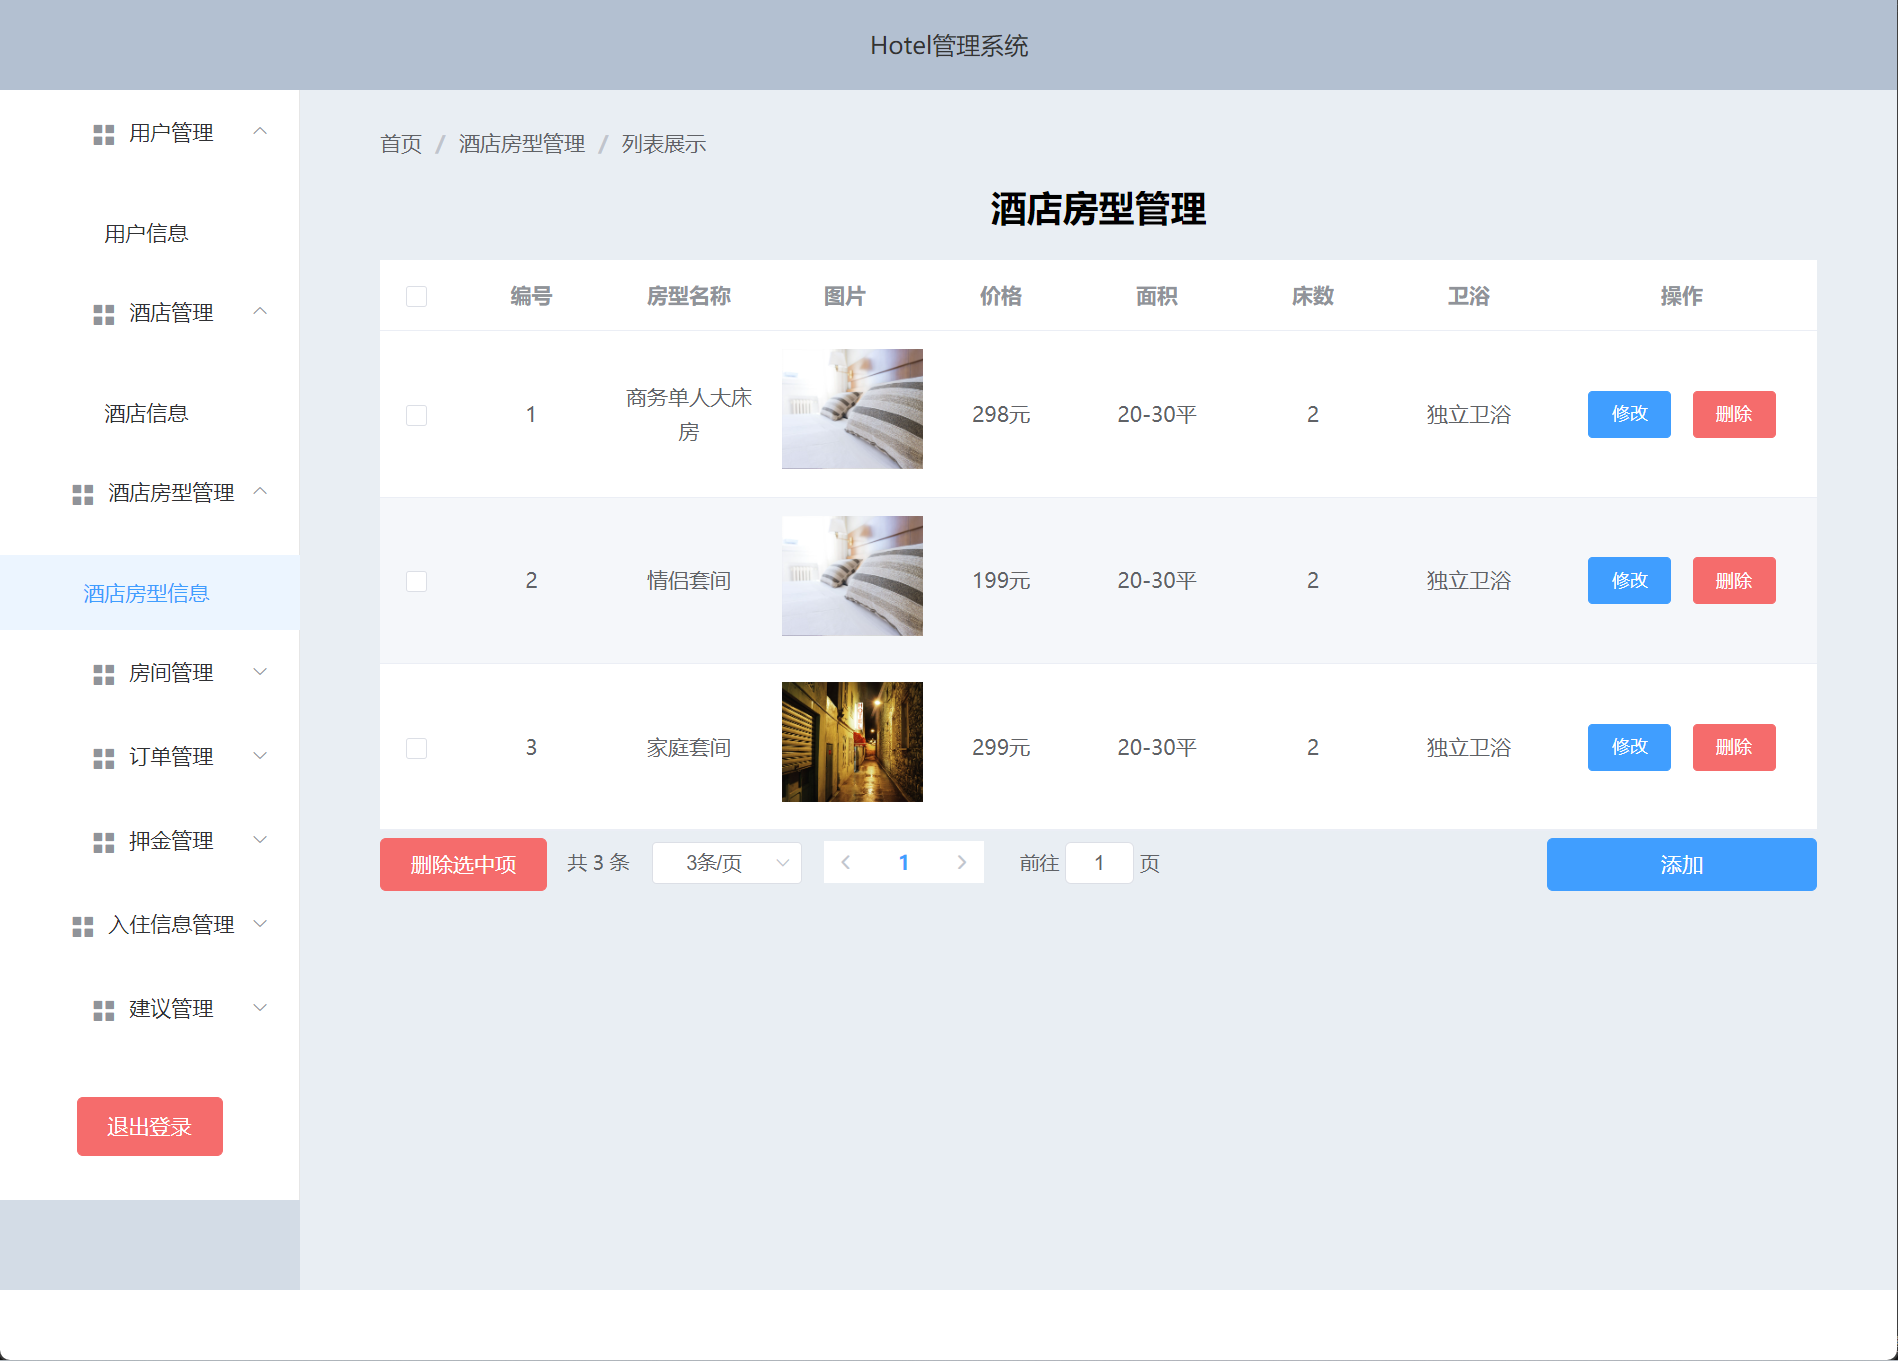 Hotel管理系统
用户管理
用户信息
酒店管理
酒店信息
酒店房型管理
酒店房型信息
房间管理
订单管理
押金管理
入住信息管理
建议管理
退出登录
首页 / 酒店房型管理 / 列表展示
酒店房型管理
编号 房型名称 图片 价格 面积 床数 卫浴 操作
1 商务单人大床 298元 20-30平 2 独立卫浴 修改 删除
房
2 情侣套间 199元 20-30平 2 独立卫浴 修改 删除
3 家庭套间 299元 20-30平 2 独立卫浴 修改 删除
删除选中项 共 3 条 3条/页 1 前往 1 页 添加